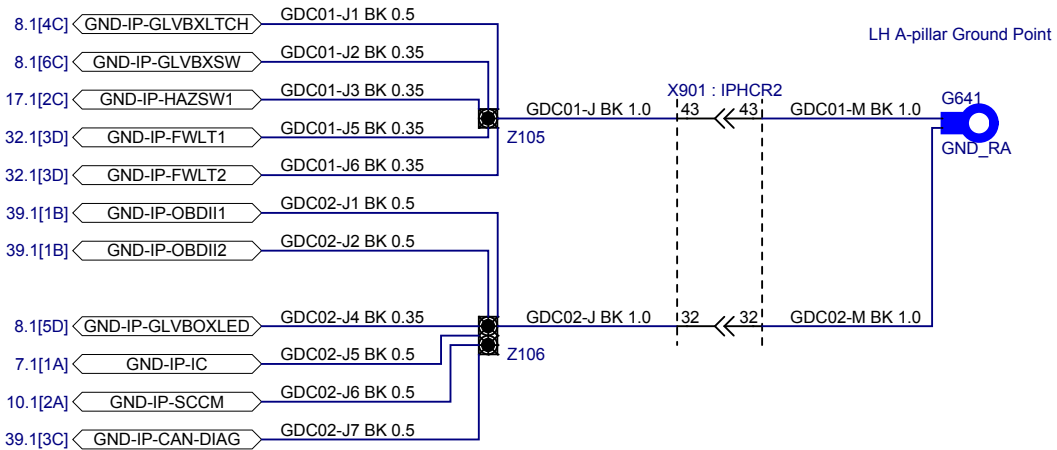 8.1[4C] GND-IP-GLVBXLTCH GDC01-J1 BK 0.5
LH A-pillar Ground Point
8.1[6C] GND-IP-GLVBXSW GDC01-J2 BK 0.35
17.1[2C] GND-IP-HAZSW1 GDC01-J3 BK 0.35
X901 : IPHCR2
GDC01-J BK 1.0 43 43 GDC01-M BK 1.0
G641
32.1[3D] GND-IP-FWLT1 GDC01-J5 BK 0.35
Z105
GND_RA
32.1[3D] GND-IP-FWLT2 GDC01-J6 BK 0.35
39.1[1B] GND-IP-OBDII1 GDC02-J1 BK 0.5
39.1[1B] GND-IP-OBDII2 GDC02-J2 BK 0.5
8.1[5D] GND-IP-GLVBOXLED GDC02-J4 BK 0.35
GDC02-J BK 1.0 32 32 GDC02-M BK 1.0
7.1[1A] GND-IP-IC GDC02-J5 BK 0.5
Z106
10.1[2A] GND-IP-SCCM GDC02-J6 BK 0.5
39.1[3C] GND-IP-CAN-DIAG GDC02-J7 BK 0.5